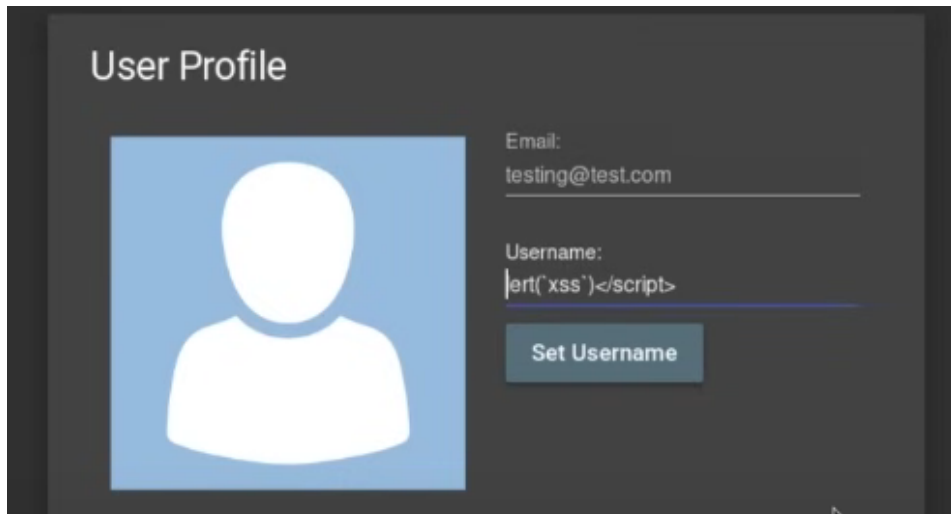 User Profile
Email:
testing@test.com
Username:
ert(`xss`)</script>
Set Username